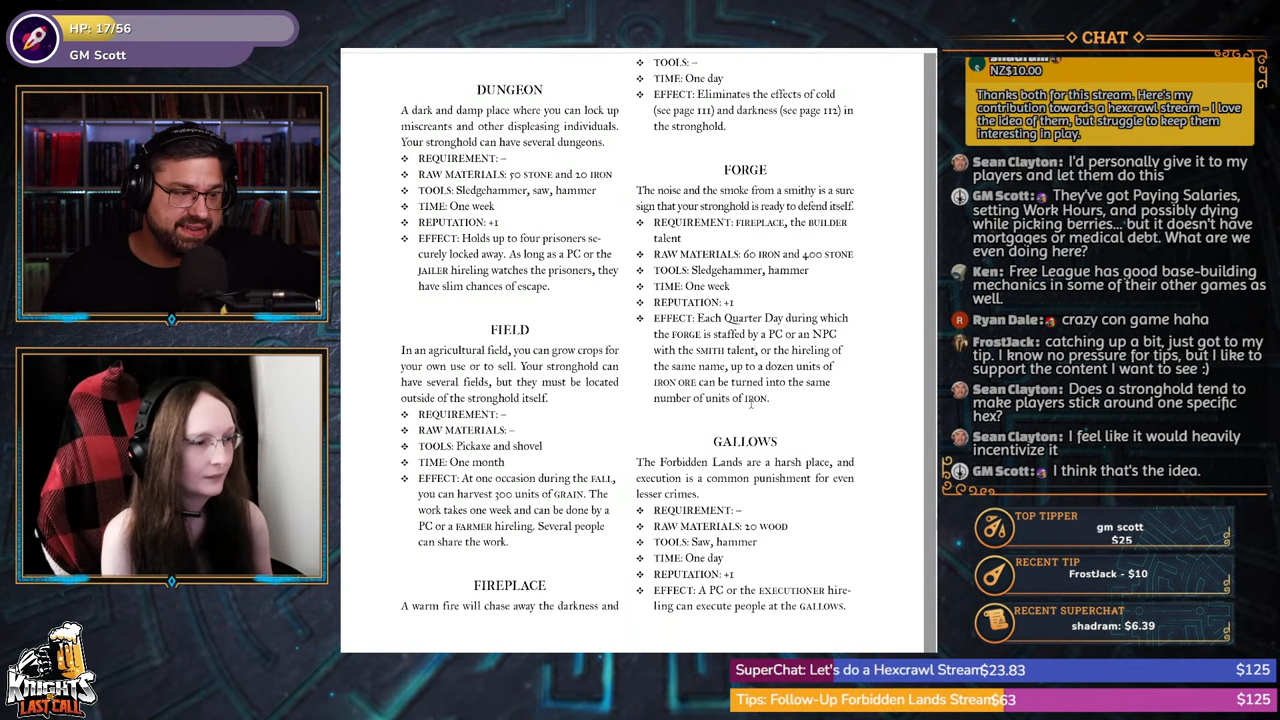 HP: 17/56
GM Scott
DUNGEON
A dark and damp place where you can lock up
miscreants and other displeasing individuals.
Your stronghold can have several dungeons.
❖ REQUIREMENT: –
❖ RAW MATERIALS: 50 STONE and 20 IRON
❖ TOOLS: Sledgehammer, saw, hammer
❖ TIME: One week
❖ REPUTATION: +1
❖ EFFECT: Holds up to four prisoners se-
curely locked away. As long as a PC or the
JAILER hireling watches the prisoners, they
have slim chances of escape.
FIELD
In an agricultural field, you can grow crops for
your own use or to sell. Your stronghold can
have several fields, but they must be located
outside of the stronghold itself.
❖ REQUIREMENT: –
❖ RAW MATERIALS: –
❖ TOOLS: Pickaxe and shovel
❖ TIME: One month
❖ EFFECT: At one occasion during the FALL,
you can harvest 300 units of GRAIN. The
work takes one week and can be done by a
PC or a FARMER hireling. Several people
can share the work.
FIREPLACE
A warm fire will chase away the darkness and
❖ TOOLS: –
❖ TIME: One day
❖ EFFECT: Eliminates the effects of cold
(see page 111) and darkness (see page 112) in
the stronghold.
FORGE
The noise and the smoke from a smithy is a sure
sign that your stronghold is ready to defend itself.
❖ REQUIREMENT: FIREPLACE, the BUILDER
talent
❖ RAW MATERIALS: 60 IRON and 400 STONE
❖ TOOLS: Sledgehammer, hammer
❖ TIME: One week
❖ REPUTATION: +1
❖ EFFECT: Each Quarter Day during which
the FORGE is staffed by a PC or an NPC
with the SMITH talent, or the hireling of
the same name, up to a dozen units of
IRON ORE can be turned into the same
number of units of IRON.
GALLOWS
The Forbidden Lands are a harsh place, and
execution is a common punishment for even
lesser crimes.
❖ REQUIREMENT: –
❖ RAW MATERIALS: 20 WOOD
❖ TOOLS: Saw, hammer
❖ TIME: One day
❖ REPUTATION: +1
❖ EFFECT: A PC or the EXECUTIONER hire-
ling can execute people at the GALLOWS.
CHAT
shadram
NZ$10.00
Thanks both for this stream. Here's my
contribution towards a hexcrawl stream - I love
the idea of them, but struggle to keep them
interesting in play.
Sean Clayton: I'd personally give it to my
players and let them do this
GM Scott: They've got Paying Salaries,
setting Work Hours, and possibly dying
while picking berries... but it doesn't have
mortgages or medical debt. What are we
even doing here?
Ken: Free League has good base-building
mechanics in some of their other games as
well.
R Ryan Dale: crazy con game haha
FrostJack: catching up a bit, just got to my
tip. I know no pressure for tips, but I like to
support the content I want to see :)
Sean Clayton: Does a stronghold tend to
make players stick around one specific
hex?
Sean Clayton: I feel like it would heavily
incentivize it
GM Scott: I think that's the idea.
TOP TIPPER
gm scott
$25
RECENT TIP
FrostJack - $10
RECENT SUPERCHAT
shadram: $6.39
KNIGHTS
OF
LAST CALL
SuperChat: Let's do a Hexcrawl Stream $23.83 $125
Tips: Follow-Up Forbidden Lands Stream $63 $125